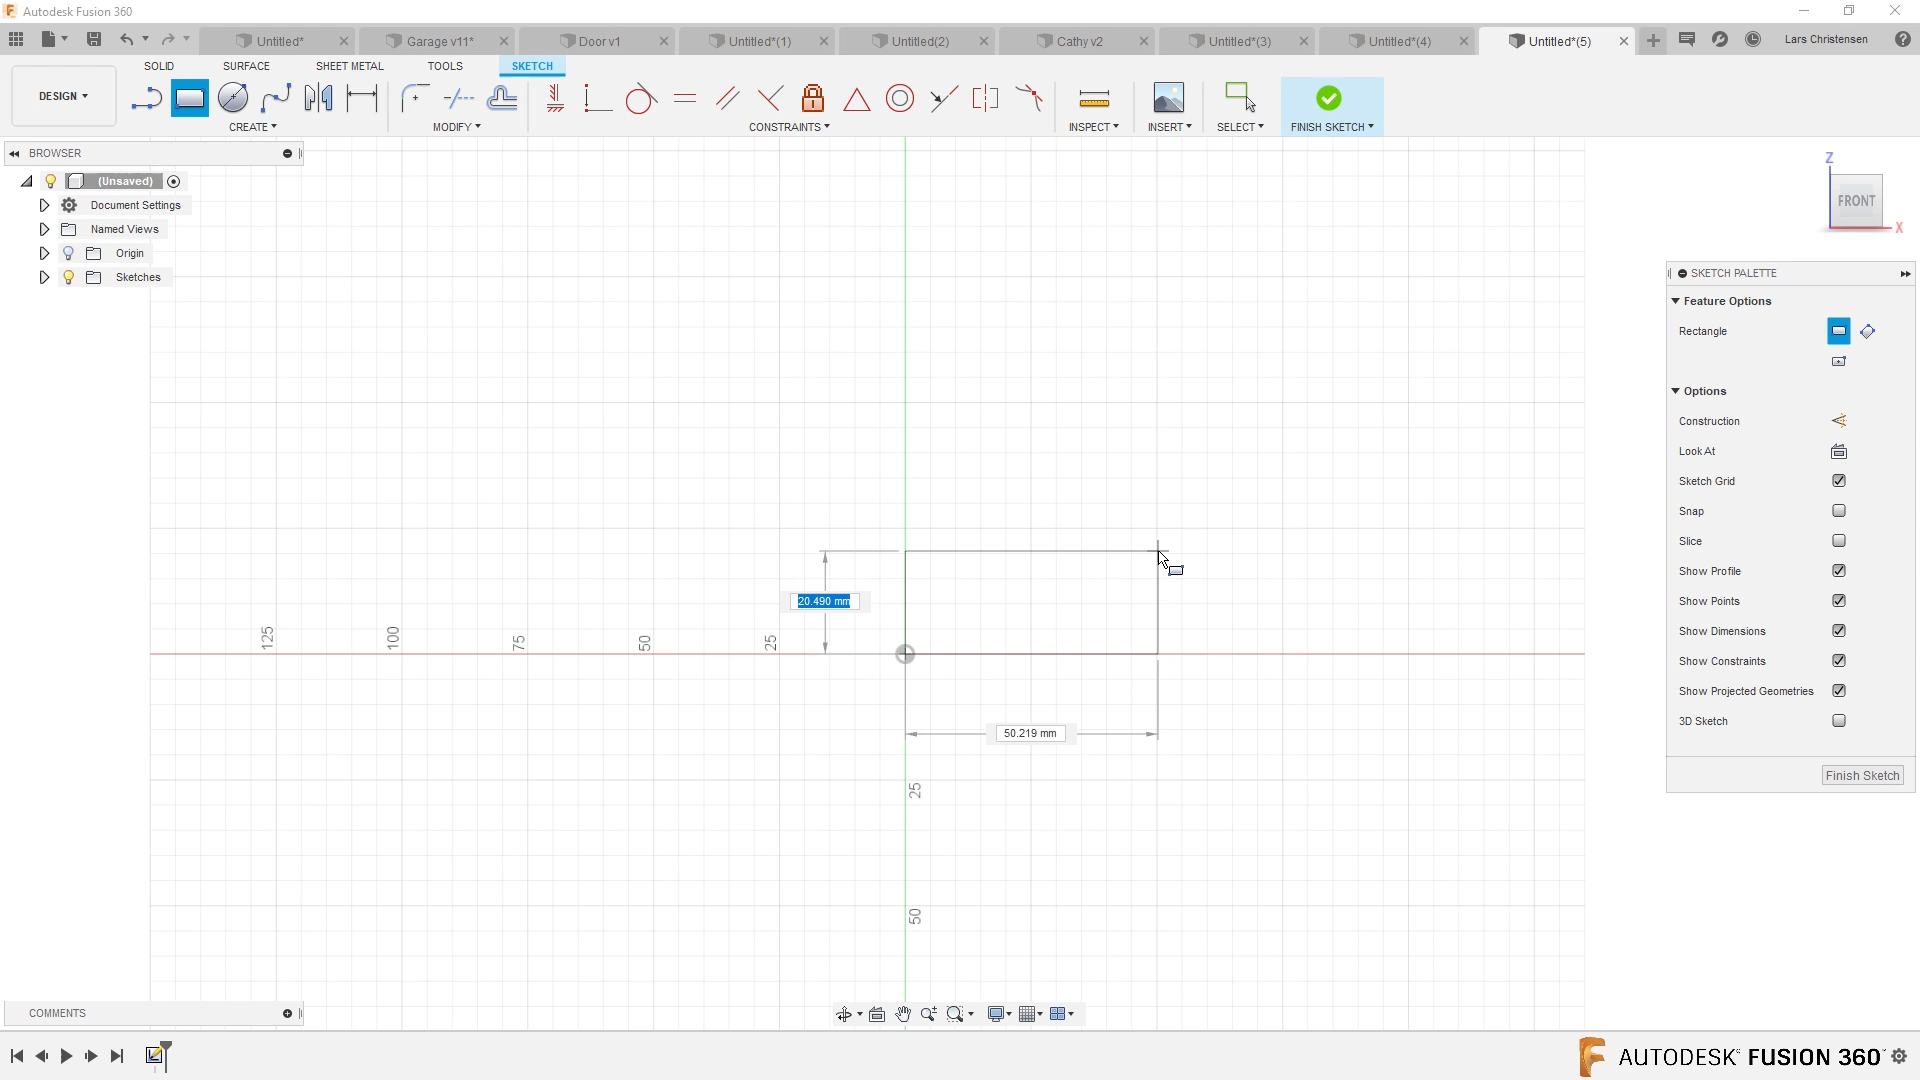 Autodesk Fusion 360
Untitled*
Garage v11*
Door v1
Untitled*(1)
Untitled(2)
Cathy v2
Untitled*(3)
Untitled*(4)
Untitled*(5)
Lars Christensen
DESIGN
SOLID
SURFACE
SHEET METAL
TOOLS
SKETCH
CREATE
MODIFY
CONSTRAINTS
INSPECT
INSERT
SELECT
FINISH SKETCH
BROWSER
(Unsaved)
Document Settings
Named Views
Origin
Sketches
Z
FRONT
X
SKETCH PALETTE
Feature Options
Rectangle
Options
Construction
Look At
Sketch Grid
Snap
Slice
Show Profile
Show Points
Show Dimensions
Show Constraints
Show Projected Geometries
3D Sketch
Finish Sketch
20.490 mm
125
100
75
50
25
50.219 mm
25
50
COMMENTS
AUTODESK FUSION 360